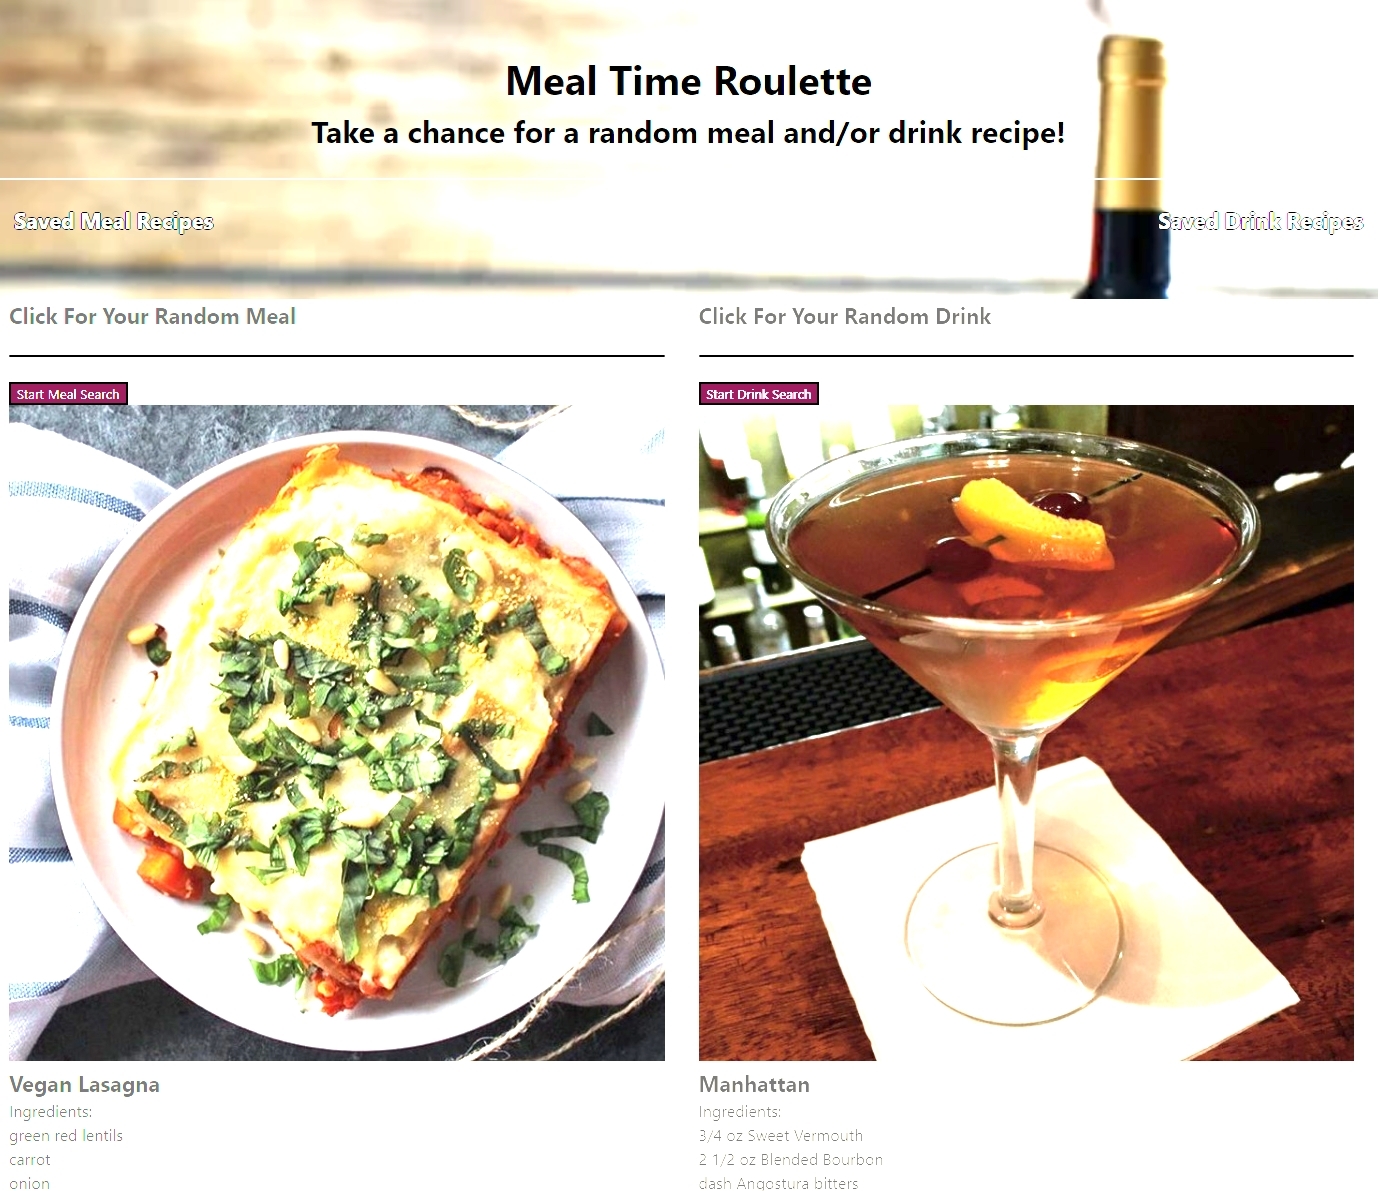 Meal Time Roulette
Take a chance for a random meal and/or drink recipe!
Saved Meal Recipes
Saved Drink Recipes
Click For Your Random Meal
Click For Your Random Drink
Start Meal Search
Start Drink Search
Vegan Lasagna
Ingredients:
green red lentils
carrot
onion
Manhattan
Ingredients:
3/4 oz Sweet Vermouth
2 1/2 oz Blended Bourbon
dash Angostura bitters